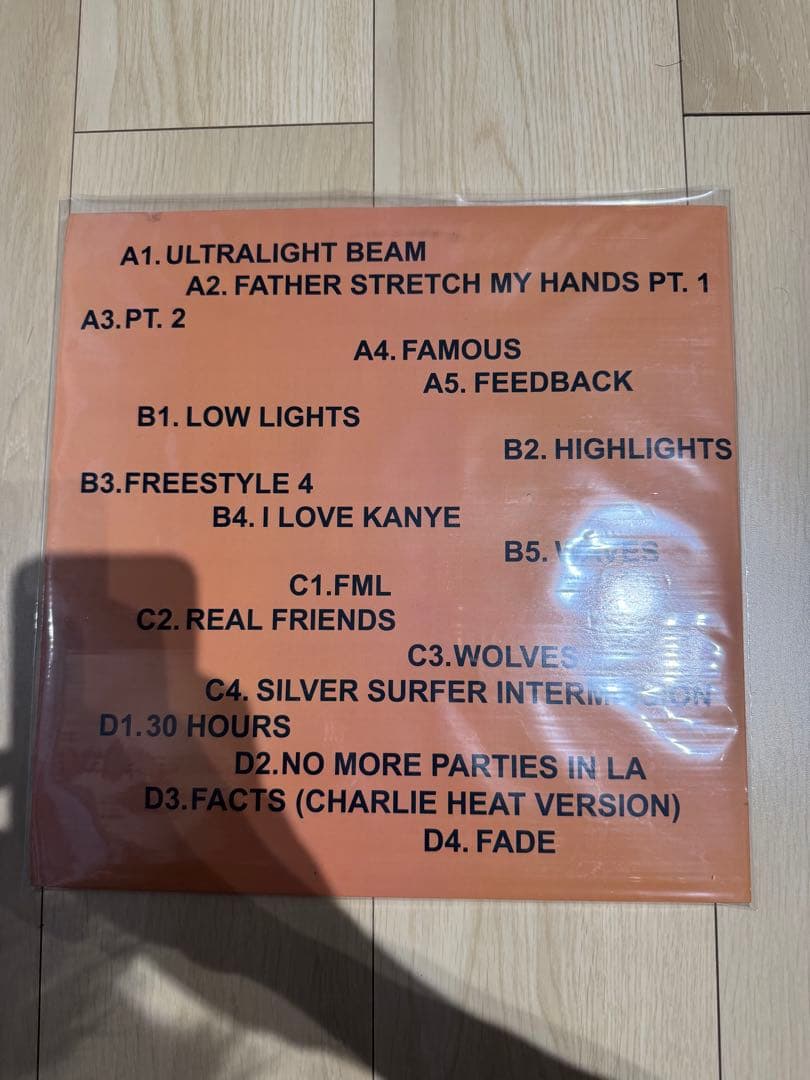 A1. ULTRALIGHT BEAM
A2. FATHER STRETCH MY HANDS PT. 1
A3.PT. 2
A4. FAMOUS
A5. FEEDBACK
B1. LOW LIGHTS
B2. HIGHLIGHTS
B3.FREESTYLE 4
B4. I LOVE KANYE
B5. WAVES
C1.FML
C2. REAL FRIENDS
C3.WOLVES
C4. SILVER SURFER INTERMISSION
D1.30 HOURS
D2.NO MORE PARTIES IN LA
D3.FACTS (CHARLIE HEAT VERSION)
D4. FADE